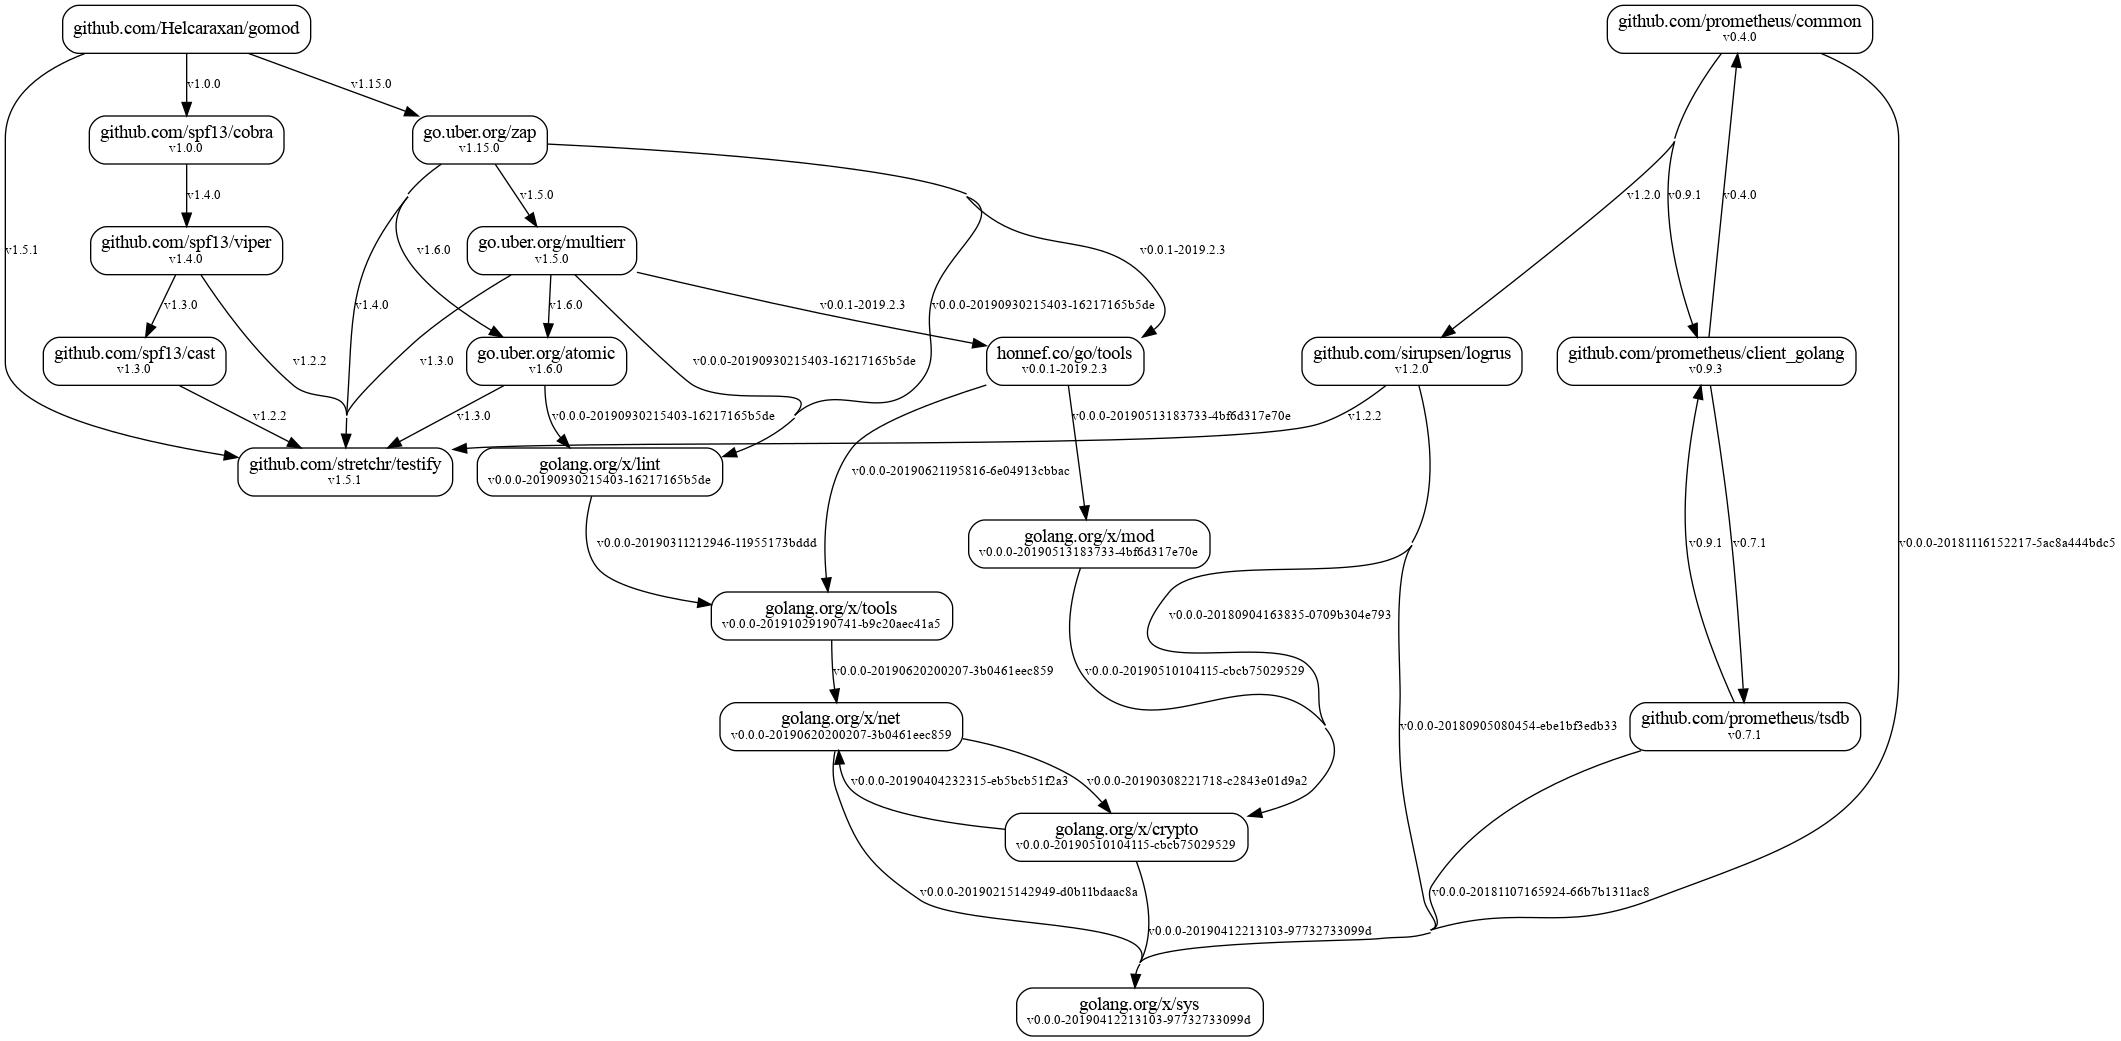 github.com/Helcaraxan/gomod
github.com/prometheus/common
v0.4.0
v1.0.0
v1.15.0
github.com/spf13/cobra
v1.0.0
go.uber.org/zap
v1.15.0
v1.4.0
v1.5.0
v1.2.0
v0.9.1
v0.4.0
github.com/spf13/viper
v1.4.0
go.uber.org/multierr
v1.5.0
v1.5.1
v1.6.0
v0.0.1-2019.2.3
v1.3.0
v1.4.0
v1.6.0
v0.0.1-2019.2.3
v0.0.0-20190930215403-16217165b5de
github.com/spf13/cast
v1.3.0
v1.2.2
v1.3.0
go.uber.org/atomic
v1.6.0
v0.0.0-20190930215403-16217165b5de
honnef.co/go/tools
v0.0.1-2019.2.3
github.com/sirupsen/logrus
v1.2.0
github.com/prometheus/client_golang
v0.9.3
v1.2.2
v1.3.0
v0.0.0-20190930215403-16217165b5de
v0.0.0-20190513183733-4bf6d317e70e
v1.2.2
github.com/stretchr/testify
v1.5.1
golang.org/x/lint
v0.0.0-20190930215403-16217165b5de
v0.0.0-20190621195816-6e04913cbbac
v0.0.0-20190311212946-11955173bddd
golang.org/x/mod
v0.0.0-20190513183733-4bf6d317e70e
v0.9.1
v0.7.1
v0.0.0-20181116152217-5ac8a444bdc5
golang.org/x/tools
v0.0.0-20191029190741-b9c20aec41a5
v0.0.0-20180904163835-0709b304e793
v0.0.0-20190620200207-3b0461eec859
v0.0.0-20190510104115-cbcb75029529
golang.org/x/net
v0.0.0-20190620200207-3b0461eec859
v0.0.0-20180905080454-ebe1bf3edb33
github.com/prometheus/tsdb
v0.7.1
v0.0.0-20190404232315-eb5bcb51f2a3
v0.0.0-20190308221718-c2843e01d9a2
golang.org/x/crypto
v0.0.0-20190510104115-cbcb75029529
v0.0.0-20190215142949-d0b11bdaac8a
v0.0.0-20181107165924-66b7b1311ac8
v0.0.0-20190412213103-97732733099d
golang.org/x/sys
v0.0.0-20190412213103-97732733099d